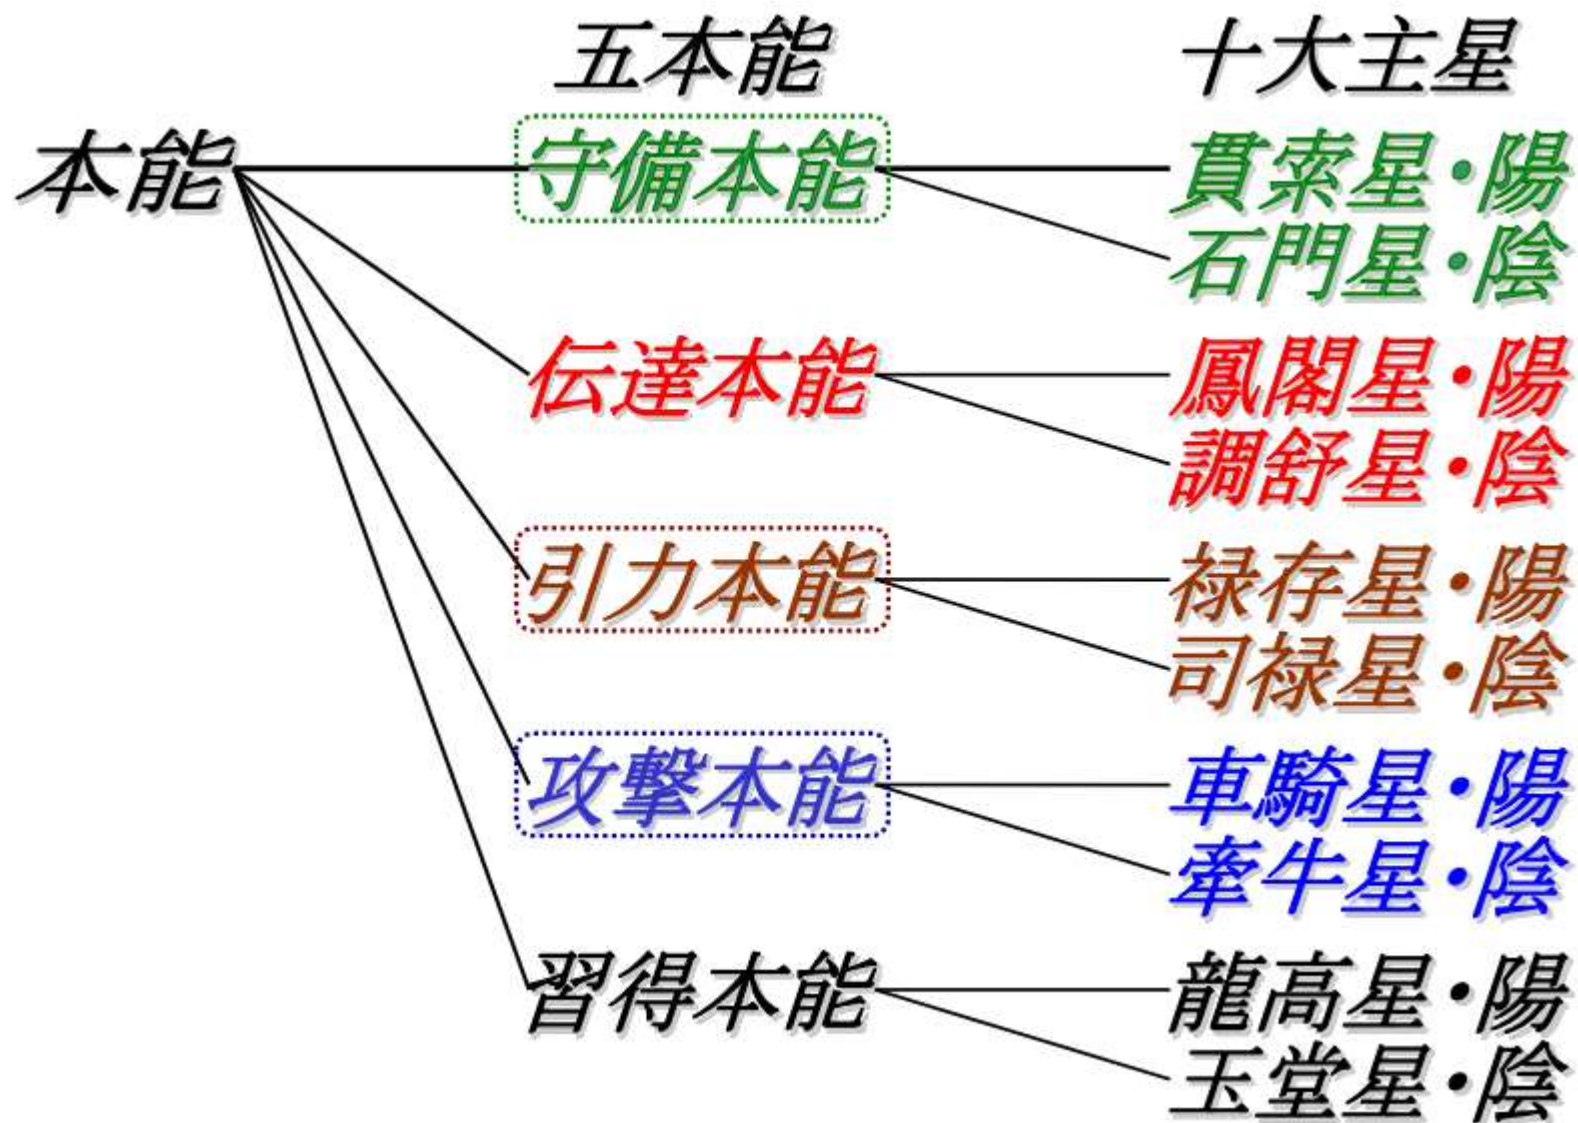 五本能 十大主星
本能 守備本能 貫索星・陽
石門星・陰
伝達本能 鳳閣星・陽
調舒星・陰
引力本能 禄存星・陽
司禄星・陰
攻撃本能 車騎星・陽
牽牛星・陰
習得本能 龍高星・陽
玉堂星・陰